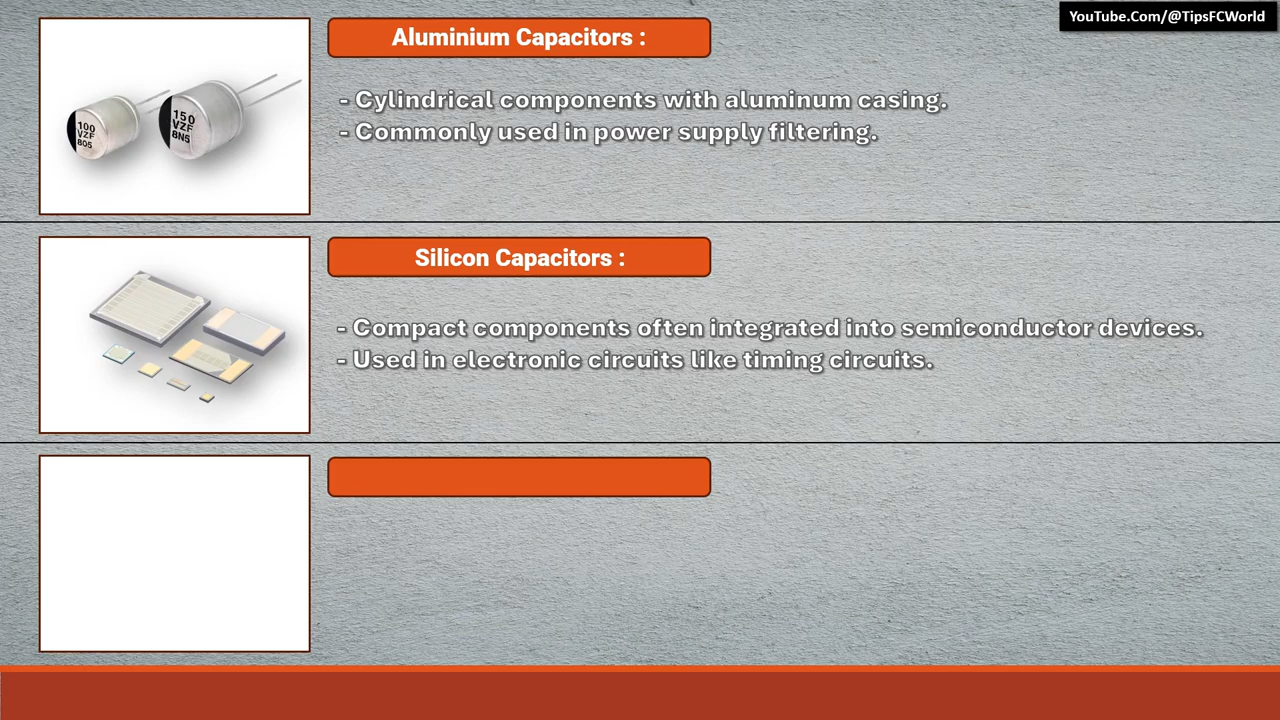 YouTube.Com/@TipsFCWorld
Aluminium Capacitors :
- Cylindrical components with aluminum casing.
- Commonly used in power supply filtering.
100
VZF
805
150
VZF
8N5
Silicon Capacitors :
- Compact components often integrated into semiconductor devices.
- Used in electronic circuits like timing circuits.